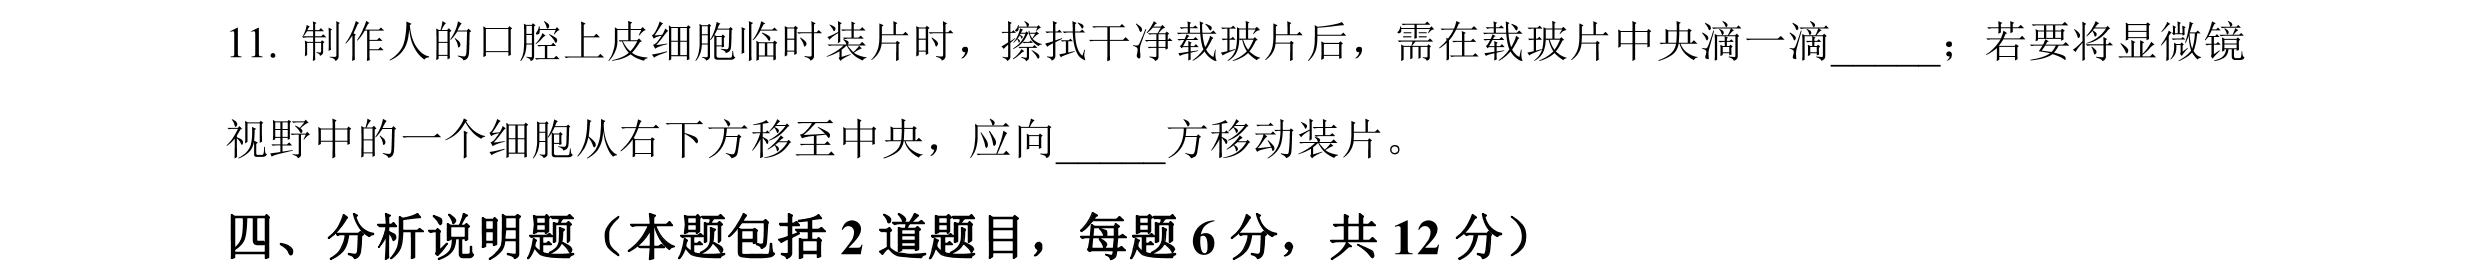 11. 制作人的口腔上皮细胞临时装片时，擦拭干净载玻片后，需在载玻片中央滴一滴_____；若要将显微镜
视野中的一个细胞从右下方移至中央，应向_____方移动装片。
四、分析说明题（本题包括 2 道题目，每题 6 分，共 12 分）